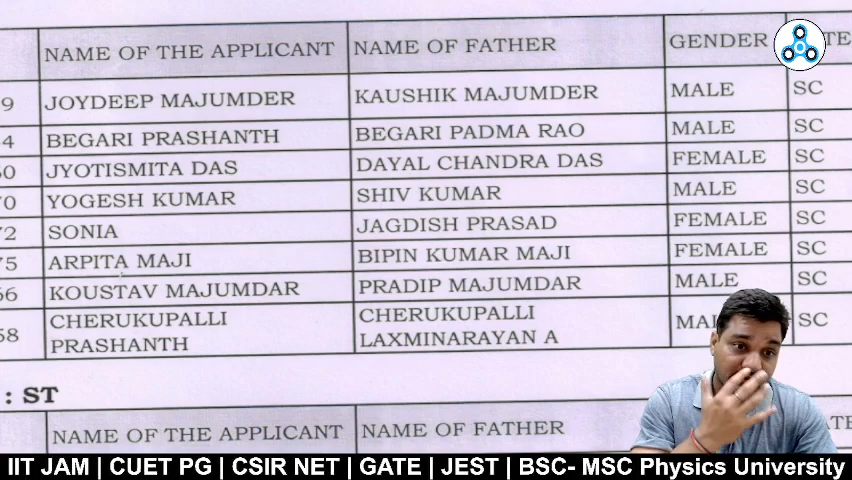 NAME OF THE APPLICANT NAME OF FATHER GENDER
9 JOYDEEP MAJUMDER KAUSHIK MAJUMDER MALE SC
4 BEGARI PRASHANTH BEGARI PADMA RAO MALE SC
50 JYOTISMITA DAS DAYAL CHANDRA DAS FEMALE SC
70 YOGESH KUMAR SHIV KUMAR MALE SC
72 SONIA JAGDISH PRASAD FEMALE SC
75 ARPITA MAJI BIPIN KUMAR MAJI FEMALE SC
66 KOUSTAV MAJUMDAR PRADIP MAJUMDAR MALE SC
58 CHERUKUPALLI PRASHANTH CHERUKUPALLI LAXMINARAYAN A SC
: ST
NAME OF THE APPLICANT NAME OF FATHER
IIT JAM | CUET PG | CSIR NET | GATE | JEST | BSC- MSC Physics University